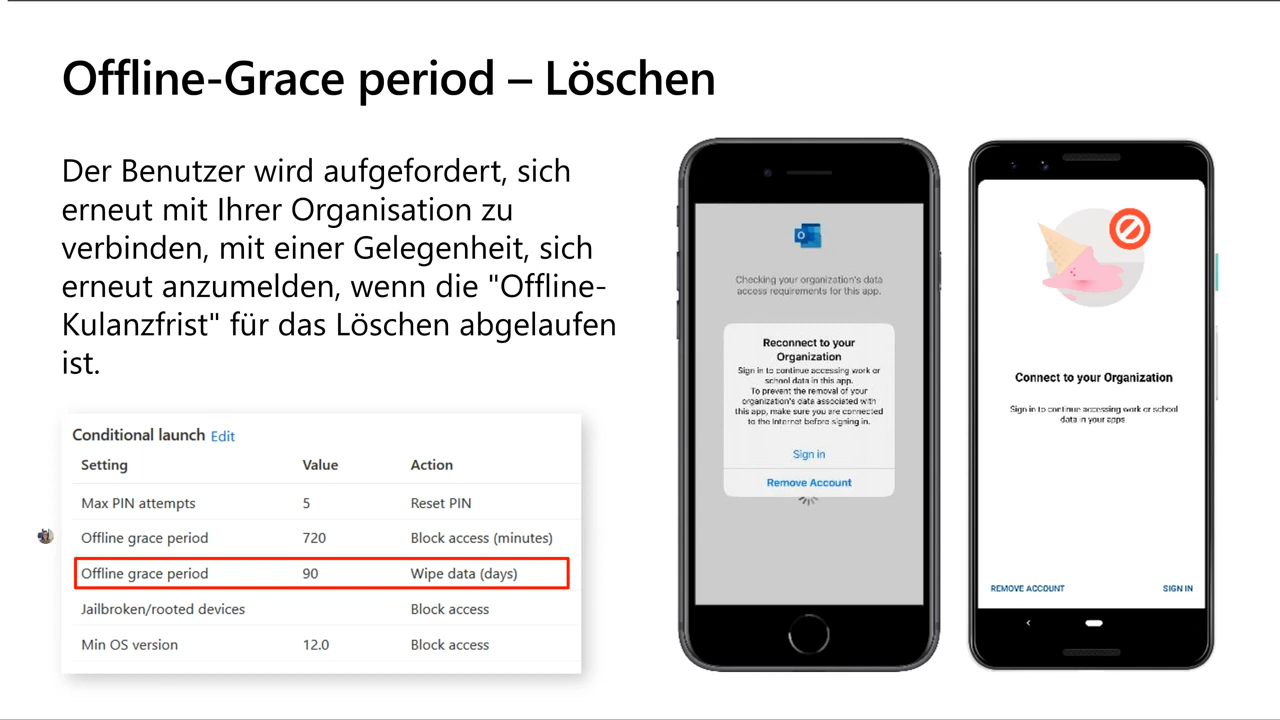 Offline-Grace period – Löschen
Der Benutzer wird aufgefordert, sich
erneut mit Ihrer Organisation zu
verbinden, mit einer Gelegenheit, sich
erneut anzumelden, wenn die "Offline-
Kulanzfrist" für das Löschen abgelaufen
ist.
Conditional launch Edit
Setting Value Action
Max PIN attempts 5 Reset PIN
Offline grace period 720 Block access (minutes)
Offline grace period 90 Wipe data (days)
Jailbroken/rooted devices Block access
Min OS version 12.0 Block access
Checking your organization's data
access requirements for this app.
Reconnect to your
Organization
Sign in to continue accessing work or
school data in this app.
To prevent the removal of your
organization's data associated with
this app, make sure you are connected
to the Internet before signing in.
Sign in
Remove Account
Connect to your Organization
Sign in to continue accessing work or school
data in your apps
REMOVE ACCOUNT SIGN IN